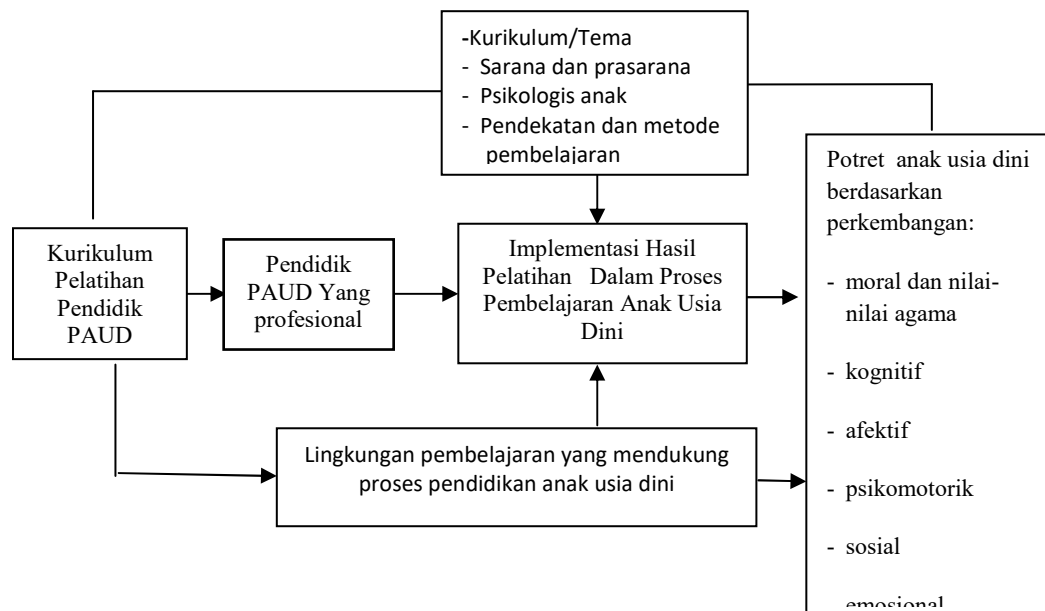 -Kurikulum/Tema
- Sarana dan prasarana
- Psikologis anak
- Pendekatan dan metode
pembelajaran
Kurikulum
Pelatihan
Pendidik
PAUD
Pendidik
PAUD Yang
profesional
Implementasi Hasil
Pelatihan Dalam Proses
Pembelajaran Anak Usia
Dini
Potret anak usia dini
berdasarkan
perkembangan:
- moral dan nilai-
nilai agama
- kognitif
- afektif
- psikomotorik
- sosial
emosional
Lingkungan pembelajaran yang mendukung
proses pendidikan anak usia dini